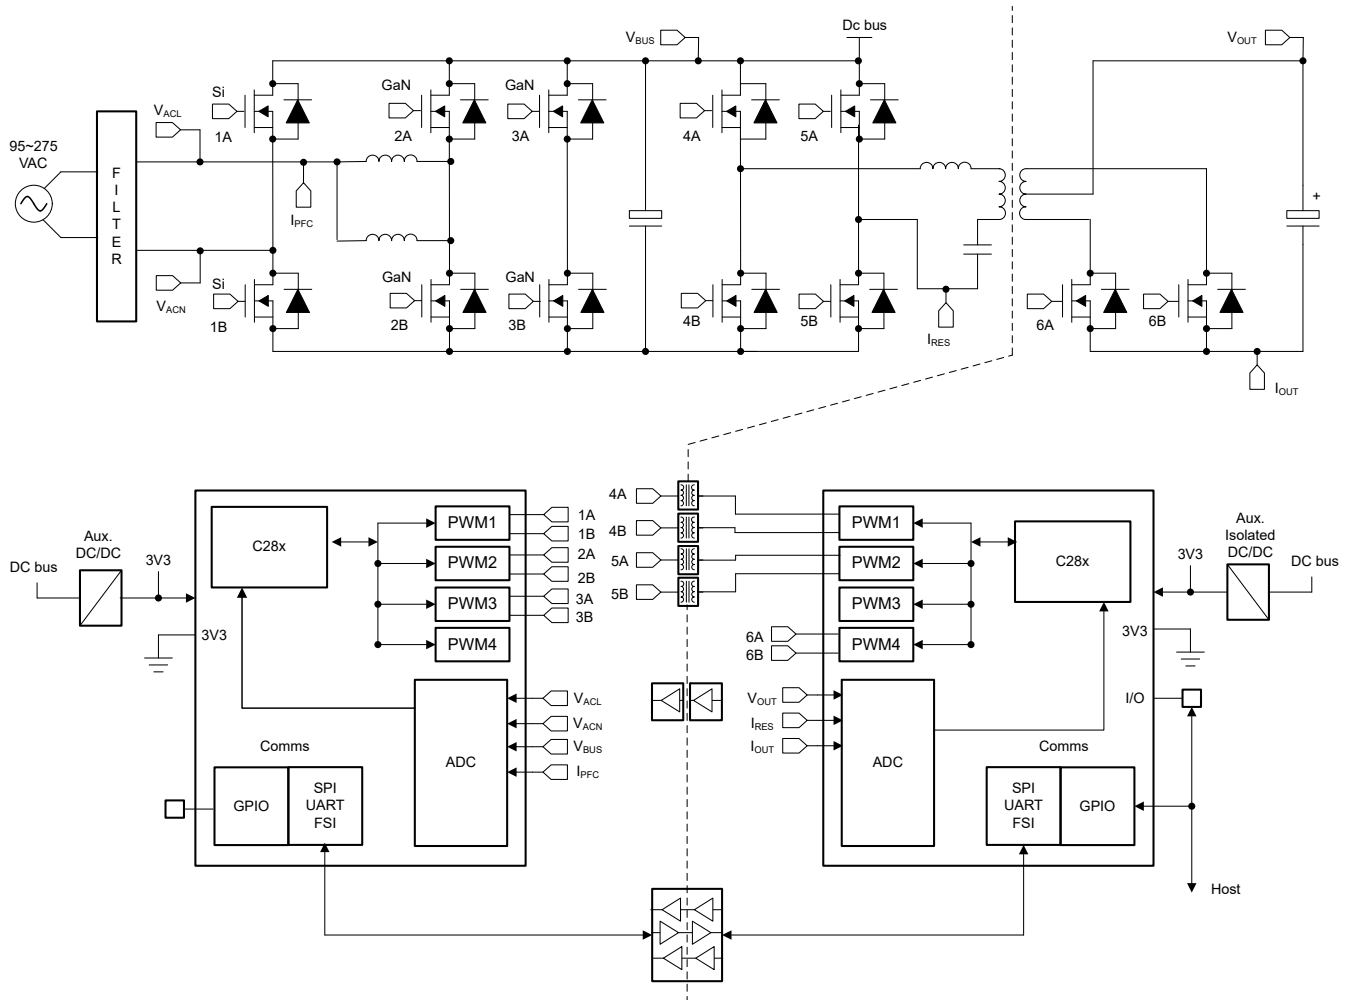 Dc bus
VBUS
VOUT
Si
GaN
GaN
VACL
1A
2A
3A
4A
5A
95~275
VAC
FILTER
IPFC
+
Si
GaN
GaN
VACN
1B
2B
3B
4B
5B
6A
6B
IRES
IOUT
4A
4B
5A
5B
PWM1
1A
1B
C28x
PWM2
2A
2B
PWM3
3A
3B
PWM4
Aux.
DC/DC
DC bus
3V3
3V3
VACL
VACN
VBUS
IPFC
ADC
Comms
GPIO
SPI
UART
FSI
PWM1
PWM2
PWM3
PWM4
6A
6B
C28x
Aux.
Isolated
DC/DC
3V3
DC bus
3V3
I/O
VOUT
IRES
IOUT
ADC
Comms
SPI
UART
FSI
GPIO
Host